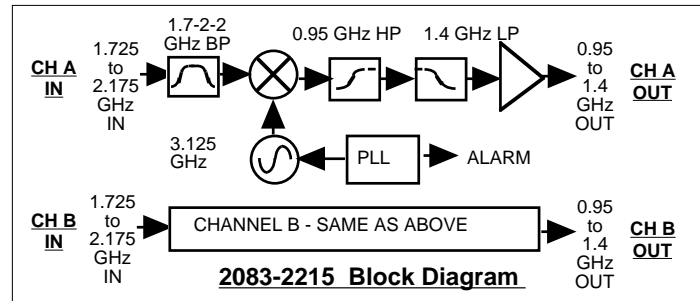 1.7-2-2
GHz BP
0.95 GHz HP
1.4 GHz LP
CH A
IN
1.725
to
2.175
GHz
IN
0.95
to
1.4
GHz
OUT
CH A
OUT
3.125
GHz
PLL
ALARM
CH B
IN
1.725
to
2.175
GHz
IN
CHANNEL B - SAME AS ABOVE
0.95
to
1.4
GHz
OUT
CH B
OUT
2083-2215 Block Diagram